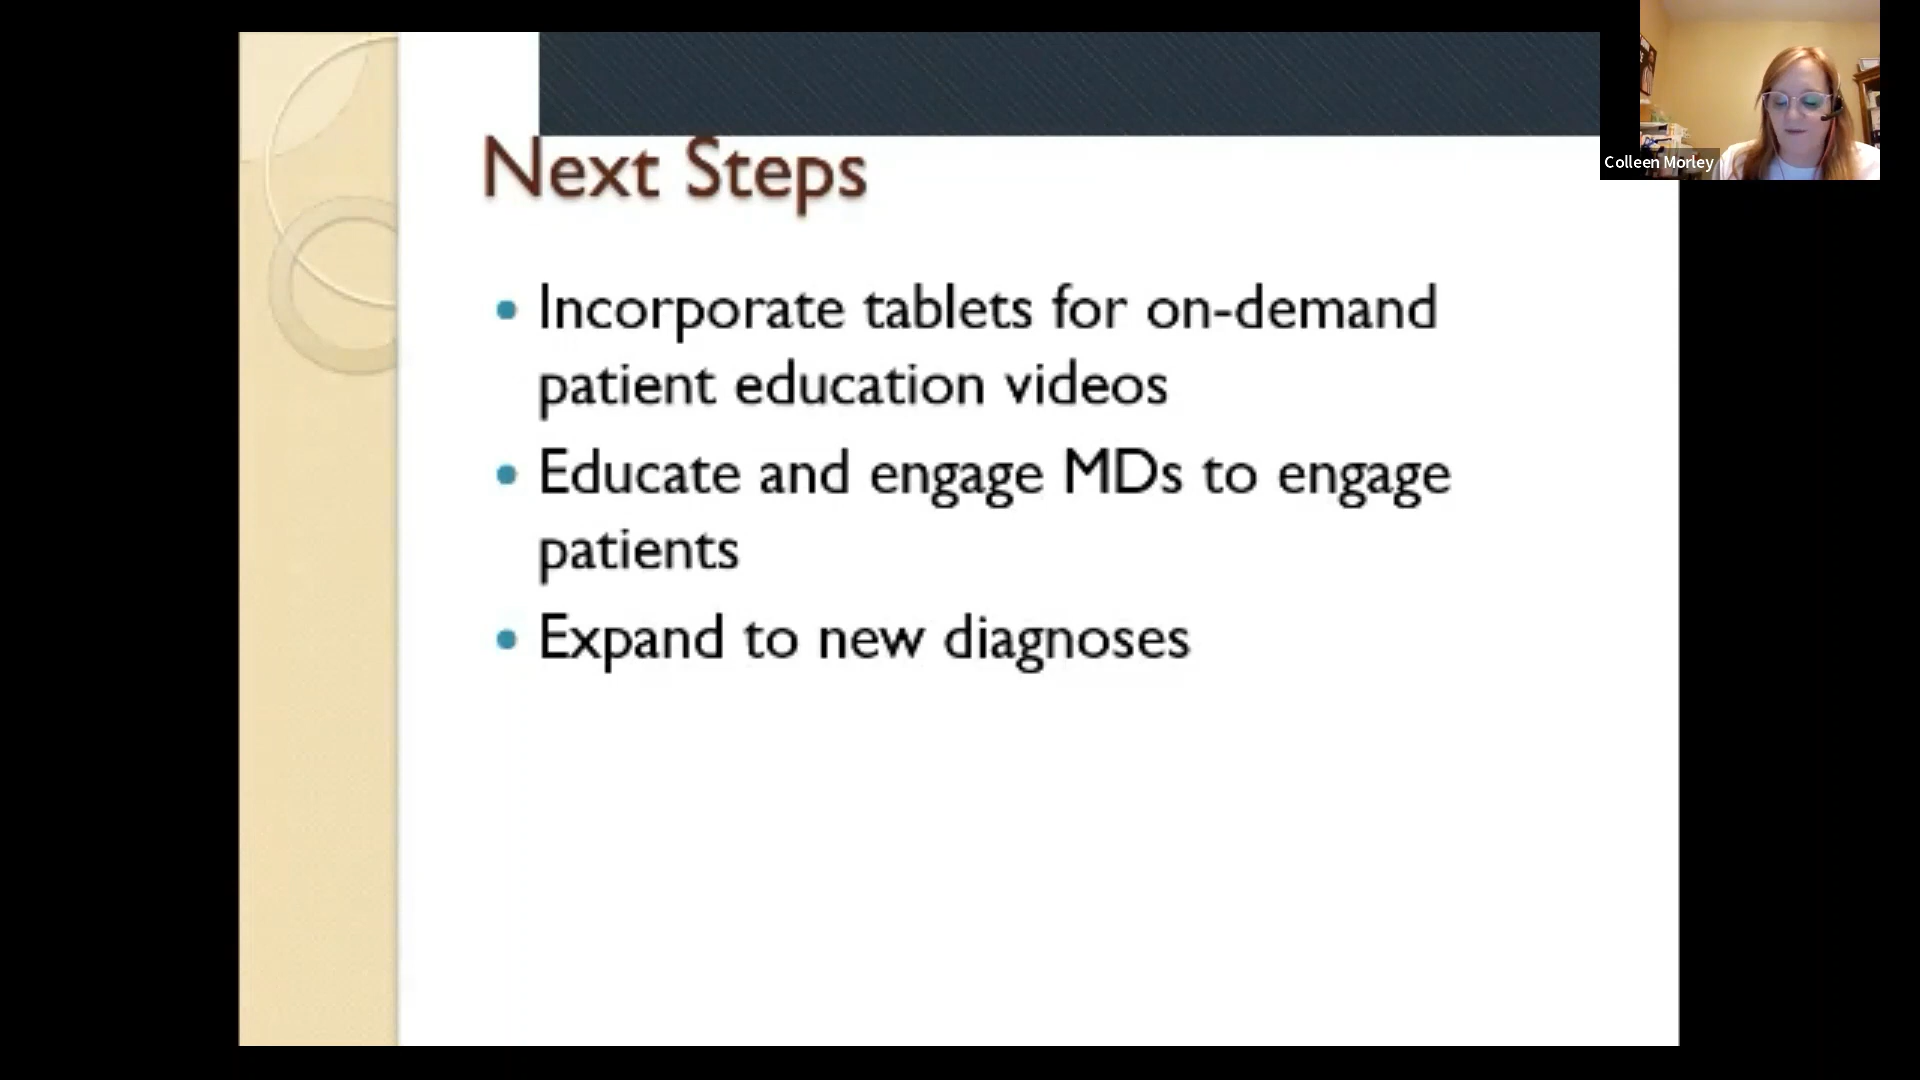 Next Steps
• Incorporate tablets for on-demand
patient education videos
• Educate and engage MDs to engage
patients
• Expand to new diagnoses
Colleen Morley